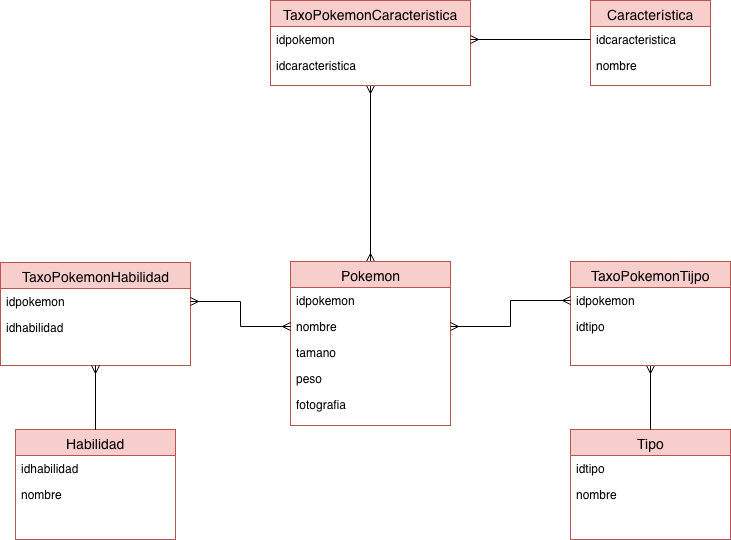 TaxoPokemonCaracteristica
idpokemon
idcaracteristica
Característica
idcaracteristica
nombre
TaxoPokemonHabilidad
idpokemon
idhabilidad
Pokemon
idpokemon
nombre
tamano
peso
fotografia
TaxoPokemonTijpo
idpokemon
idtipo
Habilidad
idhabilidad
nombre
Tipo
idtipo
nombre